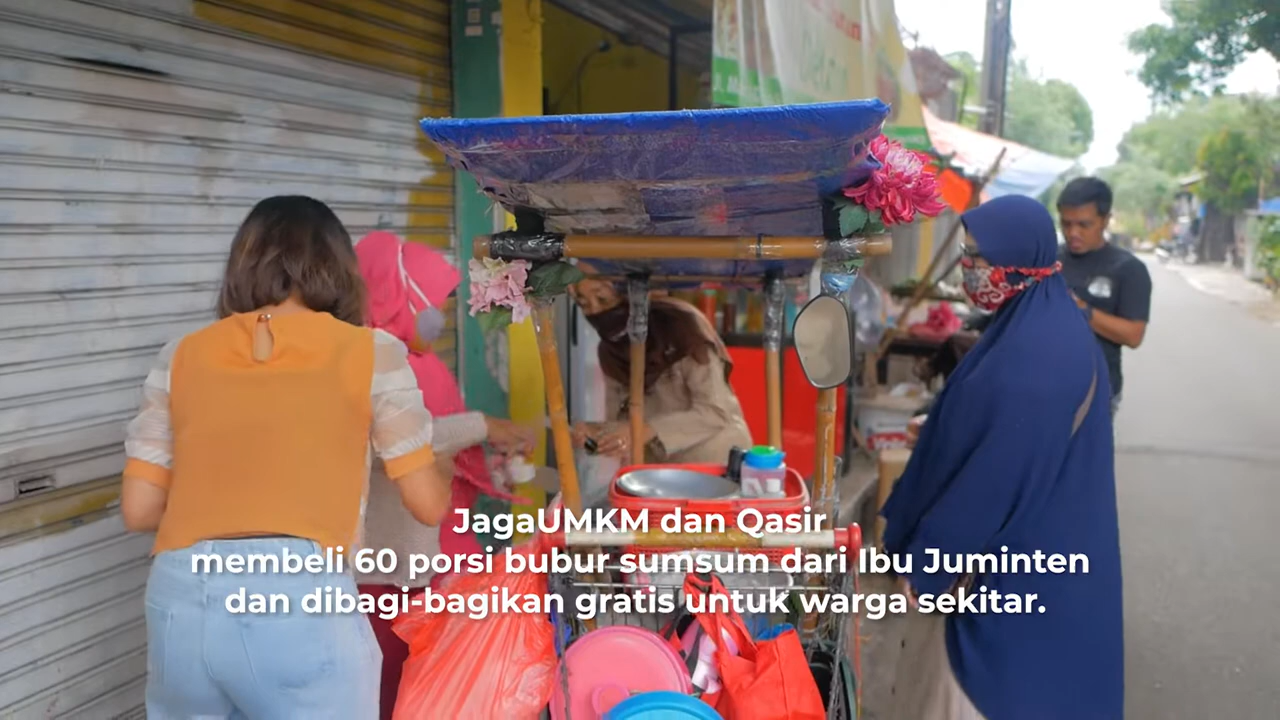 JagaUMKM dan Qasir
membeli 60 porsi bubur sumsum dari Ibu Juminten
dan dibagi-bagikan gratis untuk warga sekitar.